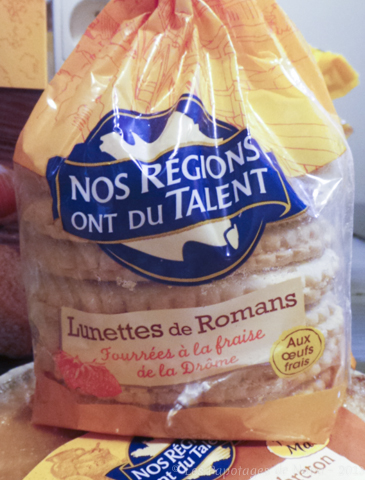 NOS RÉGIONS
ONT DU TALENT
Lunettes de Romans
Fourrées à la fraise
de la Drôme
Aux
œufs
frais
NOS RÉGIONS
ONT DU TALENT